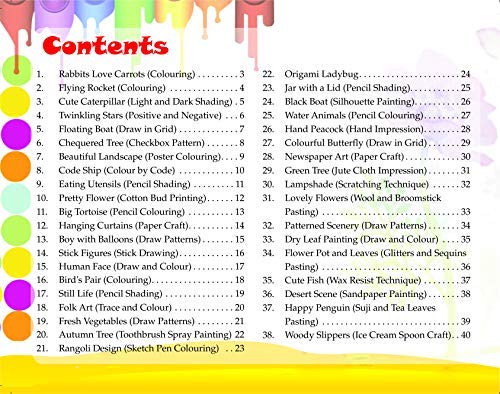 Contents
1. Rabbits Love Carrots (Colouring) ......... 3
2. Flying Rocket (Colouring) ................. 4
3. Cute Caterpillar (Light and Dark Shading) . 5
4. Twinkling Stars (Positive and Negative) ... 6
5. Floating Boat (Draw in Grid) .............. 7
6. Chequered Tree (Checkbox Pattern) ........ 8
7. Beautiful Landscape (Poster Colouring) .... 9
8. Code Ship (Colour by Code) ............... 10
9. Eating Utensils (Pencil Shading) .......... 11
10. Pretty Flower (Cotton Bud Printing) ...... 12
11. Big Tortoise (Pencil Colouring) .......... 13
12. Hanging Curtains (Paper Craft) .......... 14
13. Boy with Balloons (Draw Patterns) ....... 15
14. Stick Figures (Stick Drawing) ............ 16
15. Human Face (Draw and Colour) .......... 17
16. Bird's Pair (Colouring) .................. 18
17. Still Life (Pencil Shading) ............... 19
18. Folk Art (Trace and Colour) ............. 20
19. Fresh Vegetables (Draw Patterns) ........ 21
20. Autumn Tree (Toothbrush Spray Painting) 22
21. Rangoli Design (Sketch Pen Colouring) .. 23
22. Origami Ladybug. ........................ 24
23. Jar with a Lid (Pencil Shading) ........... 25
24. Black Boat (Silhouette Painting) .......... 26
25. Water Animals (Pencil Colouring) ........ 27
26. Hand Peacock (Hand Impression) ........ 28
27. Colourful Butterfly (Draw in Grid) ....... 29
28. Newspaper Art (Paper Craft) ............. 30
29. Green Tree (Jute Cloth Impression) ....... 31
30. Lampshade (Scratching Technique) ....... 32
31. Lovely Flowers (Wool and Broomstick
Pasting) ................................ 33
32. Patterned Scenery (Draw Patterns) ....... 34
33. Dry Leaf Painting (Draw and Colour) ..... 35
34. Flower Pot and Leaves (Glitters and Sequins
Pasting) ................................ 36
35. Cute Fish (Wax Resist Technique) ........ 37
36. Desert Scene (Sandpaper Painting) ....... 38
37. Happy Penguin (Suji and Tea Leaves
Pasting) ................................ 39
38. Woody Slippers (Ice Cream Spoon Craft) .. 40